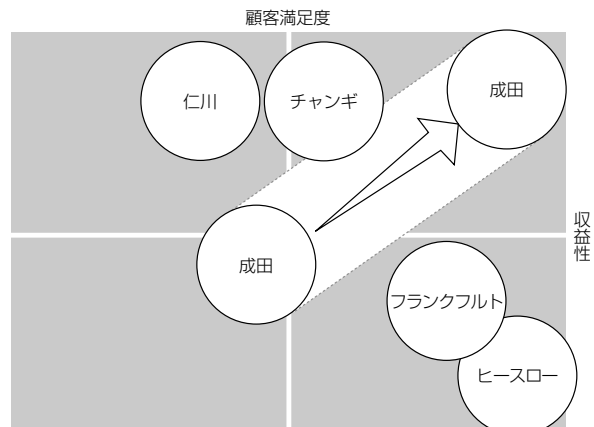 顧客満足度
仁川
チャンギ
成田
成田
収益性
フランクフルト
ヒースロー